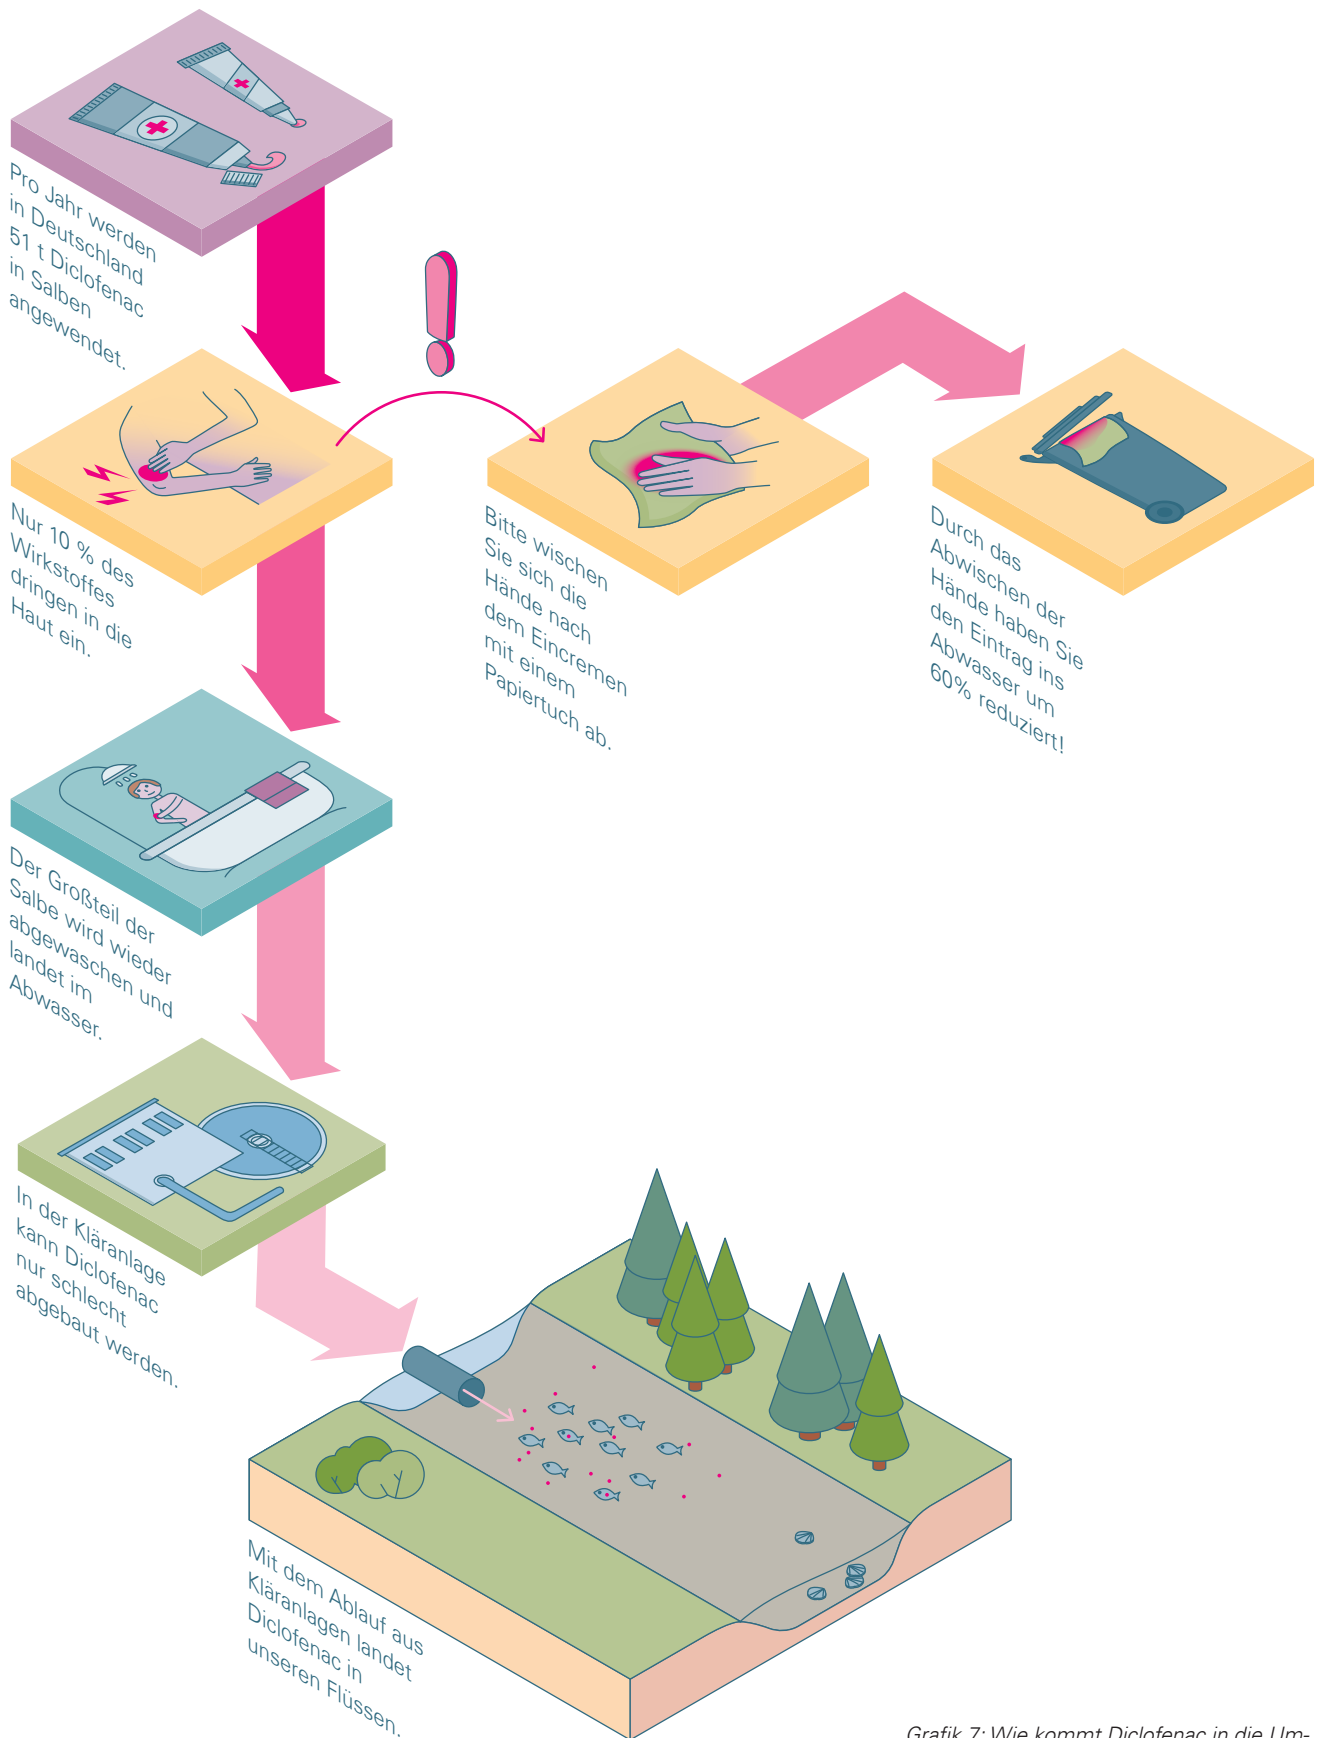 Pro Jahr werden
in Deutschland
51 t Diclofenac
in Salben
angewendet.
Nur 10 % des
Wirkstoffes
dringen in die
Haut ein.
Bitte wischen
Sie sich die
Hände nach
dem Eincremen
mit einem
Papiertuch ab.
Durch das
Abwischen der
Hände haben Sie
den Eintrag ins
Abwasser um
60% reduziert!
Der Großteil der
Salbe wird wieder
abgewaschen und
landet im
Abwasser.
In der Kläranlage
kann Diclofenac
nur schlecht
abgebaut werden.
Mit dem Ablauf aus
Kläranlagen landet
Diclofenac in
unseren Flüssen.
Grafik 7: Wie kommt Diclofenac in die Um-